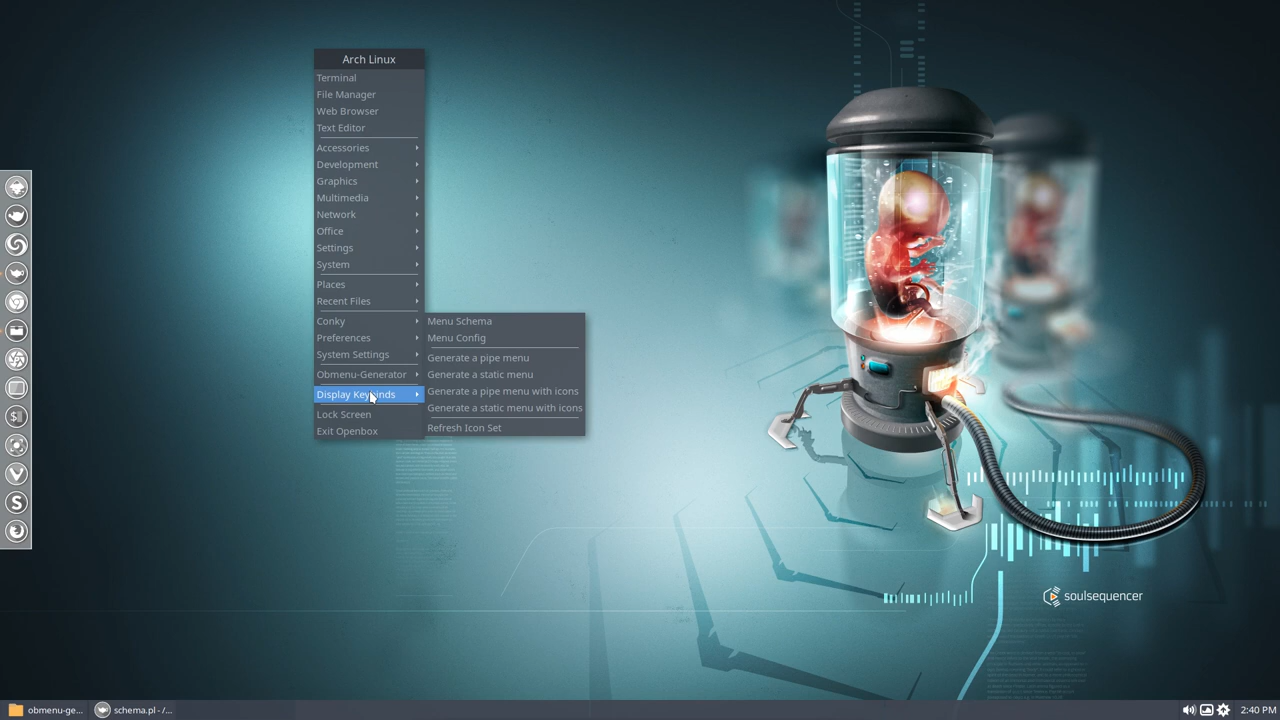 Arch Linux
Terminal
File Manager
Web Browser
Text Editor
Accessories
Development
Graphics
Multimedia
Network
Office
Settings
System
Places
Recent Files
Conky
Preferences
System Settings
Obmenu-Generator
Display Keybinds
Lock Screen
Exit Openbox
Menu Schema
Menu Config
Generate a pipe menu
Generate a static menu
Generate a pipe menu with icons
Generate a static menu with icons
Refresh Icon Set
soulsequencer
obmenu-ge...
schema.pl - /...
2:40 PM